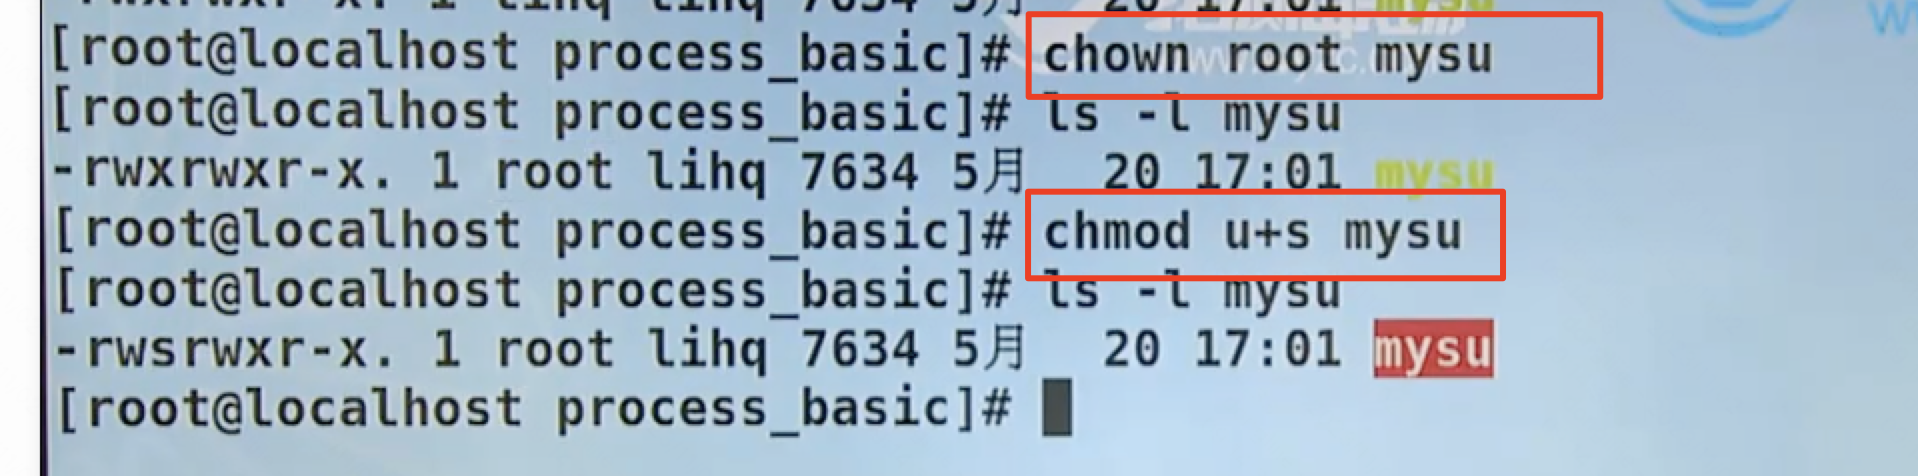 [root@localhost process_basic]# chown root mysu
[root@localhost process_basic]# ls -l mysu
-rwxrwxr-x. 1 root lihq 7634 5月  20 17:01 mysu
[root@localhost process_basic]# chmod u+s mysu
[root@localhost process_basic]# ls -l mysu
-rwsrwxr-x. 1 root lihq 7634 5月  20 17:01 mysu
[root@localhost process_basic]#